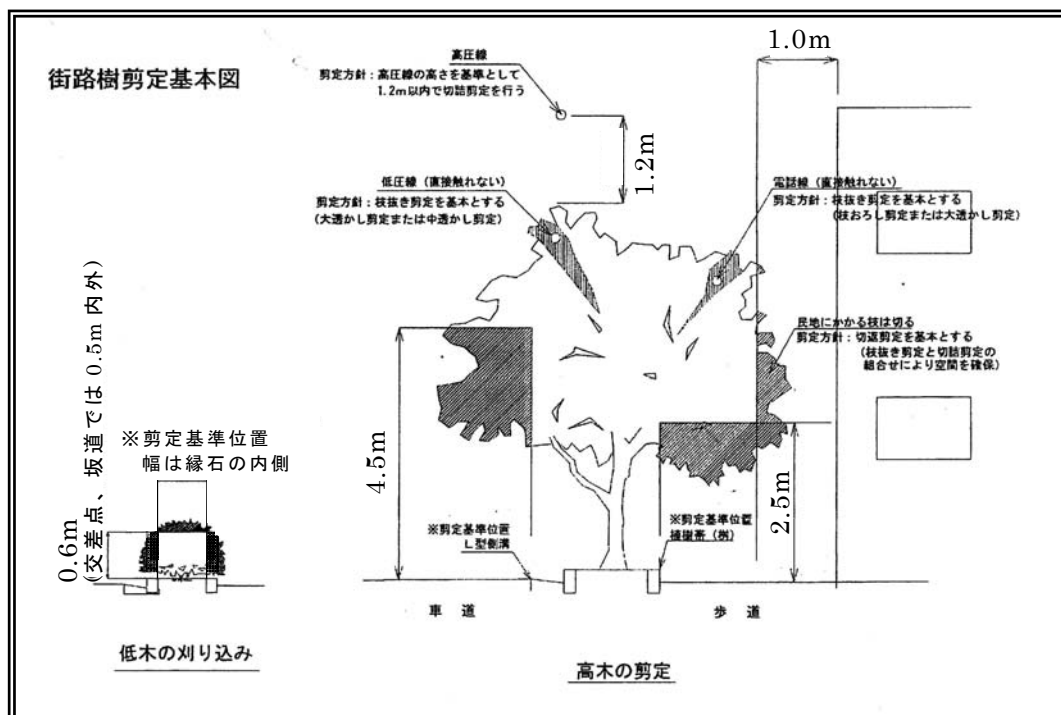 街路樹剪定基本図
高圧線
剪定方針：高圧線の高さを基準として
1.2m以内で切詰剪定を行う
1.0m
1.2m
低圧線（直接触れない）
剪定方針：枝抜き剪定を基本とする
（大透かし剪定または中透かし剪定）
電話線（直接触れない）
剪定方針：枝抜き剪定を基本とする
（枝おろし剪定または大透かし剪定）
民地にかかる枝は切る
剪定方針：切返剪定を基本とする
（枝抜き剪定と切詰剪定の
組合せにより空間を確保）
0.6m
(交差点、坂道では 0.5m 内外)
※剪定基準位置
幅は縁石の内側
4.5m
2.5m
※剪定基準位置
L型側溝
※剪定基準位置
植樹帯（桝）
車道
歩道
低木の刈り込み
高木の剪定